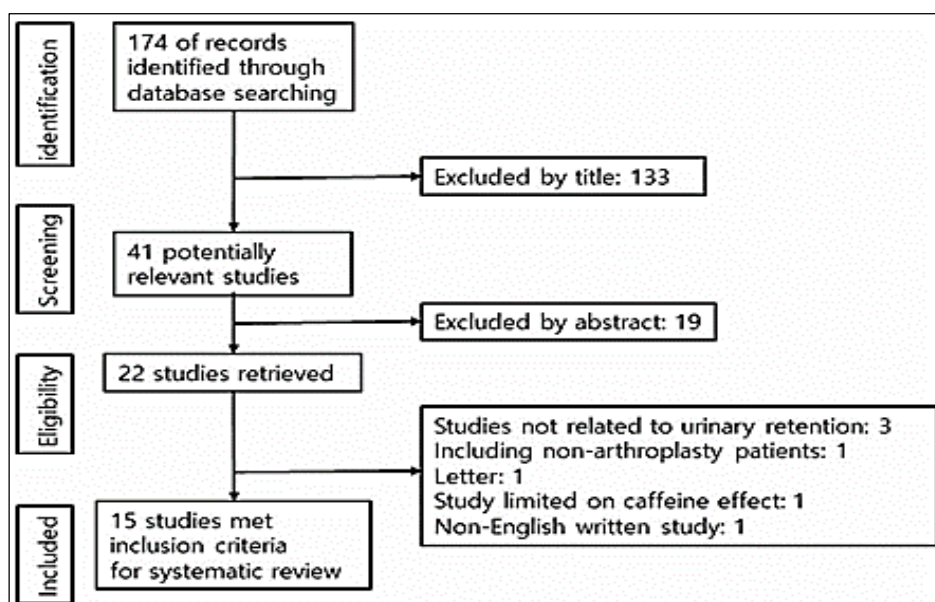 identification
174 of records
identified through
database searching
Excluded by title: 133
Screening
41 potentially
relevant studies
Excluded by abstract: 19
Eligibility
22 studies retrieved
Studies not related to urinary retention: 3
Including non-arthroplasty patients: 1
Letter: 1
Study limited on caffeine effect: 1
Non-English written study: 1
Included
15 studies met
inclusion criteria
for systematic review